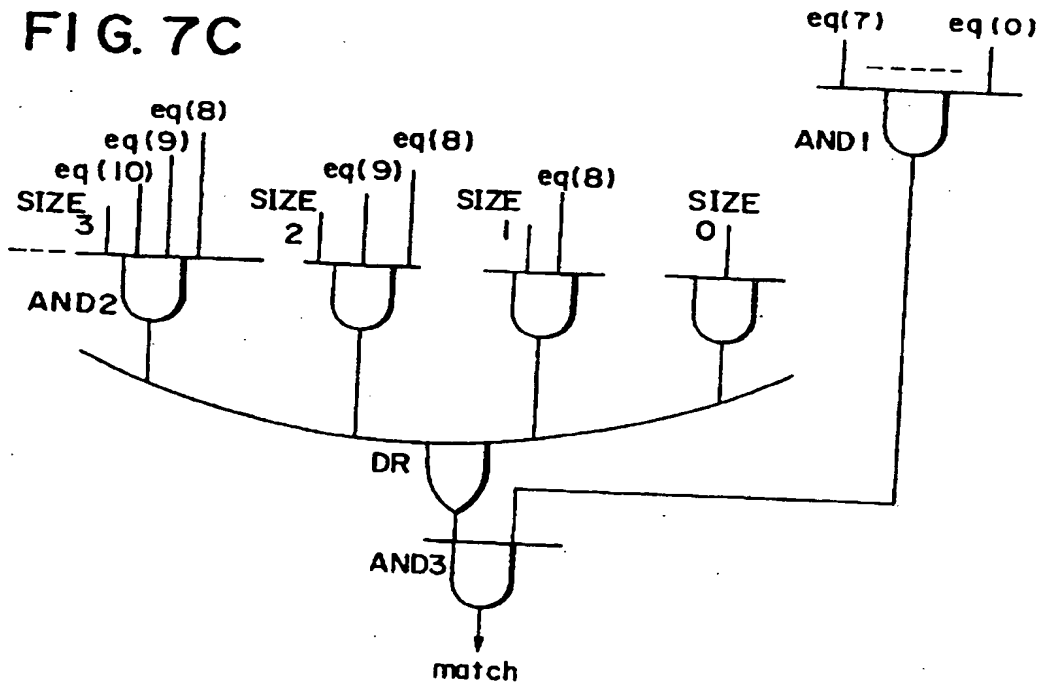 FIG. 7C
eq(7)
eq(0)
-----
AND1
eq(8)
eq(9)
eq(10)
SIZE 3
---
AND2
eq(8)
eq(9)
SIZE 2
eq(8)
SIZE 1
SIZE 0
DR
AND3
match